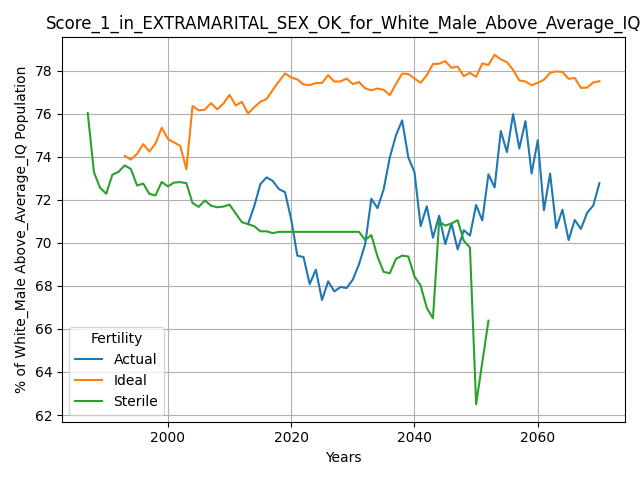 Score_1_in_EXTRAMARITAL_SEX_OK_for_White_Male_Above_Average_IQ
% of White_Male Above_Average_IQ Population
78
76
74
72
70
68
66
64
62
Fertility
Actual
Ideal
Sterile
2000
2020
2040
2060
Years